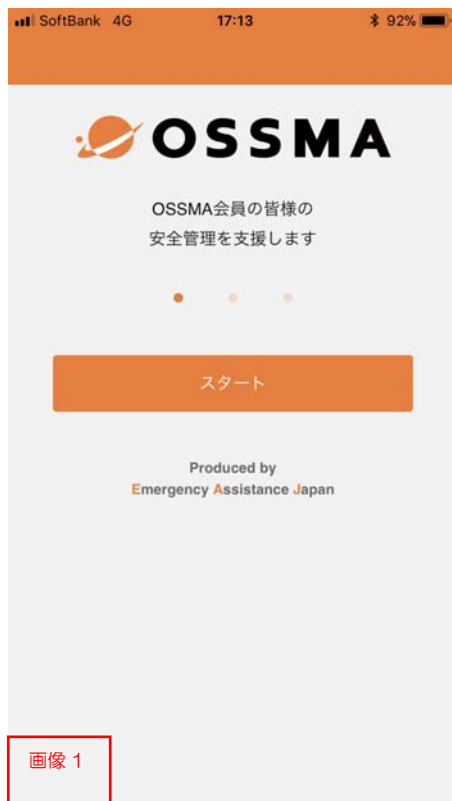 SoftBank 4G 17:13 92%
OSSMA
OSSMA会員の皆様の
安全管理を支援します
スタート
Produced by
Emergency Assistance Japan
画像 1